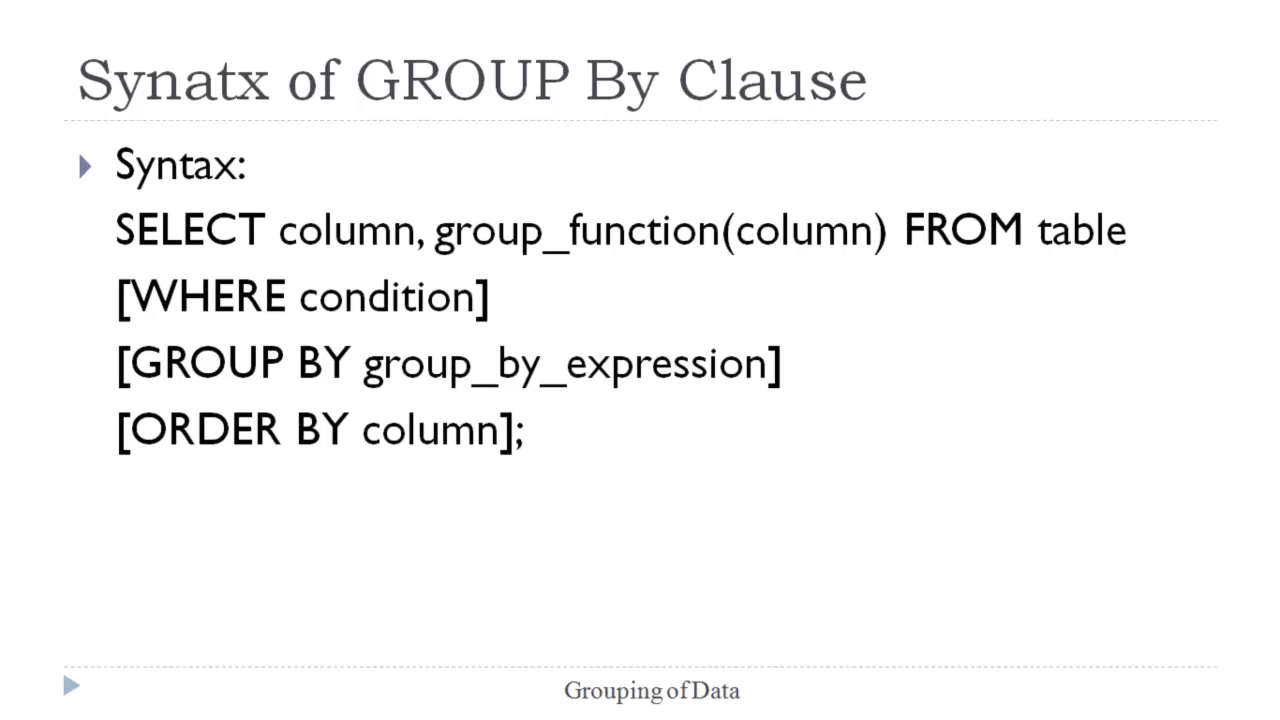 Synatx of GROUP By Clause
Syntax:
SELECT column, group_function(column) FROM table
[WHERE condition]
[GROUP BY group_by_expression]
[ORDER BY column];
Grouping of Data